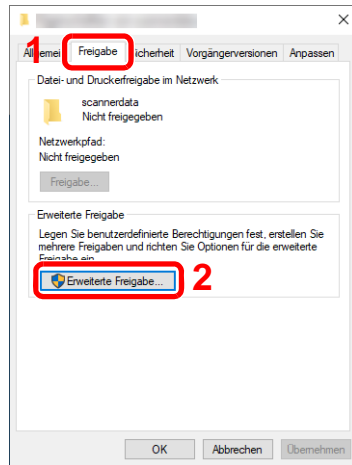 1
Freigabe Vorgängerversionen Anpassen
Datei- und Druckerfreigabe im Netzwerk
scannerdata
Nicht freigegeben
Netzwerkpfad:
Nicht freigegeben
Freigabe...
Erweiterte Freigabe
Legen Sie benutzerdefinierte Berechtigungen fest, erstellen Sie
mehrere Freigaben und richten Sie Optionen für die erweiterte
Freigabe ein.
Erweiterte Freigabe... 2
OK Abbrechen Übernehmen